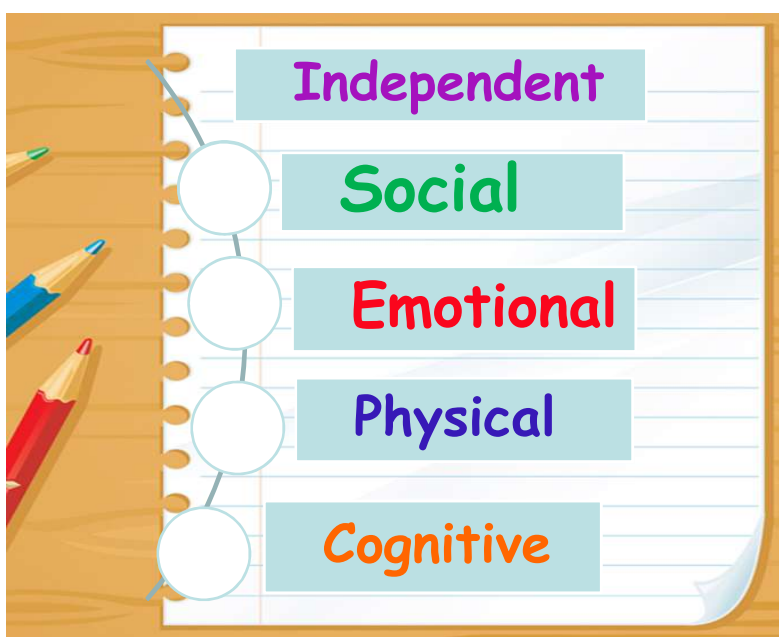 Independent
Social
Emotional
Physical
Cognitive